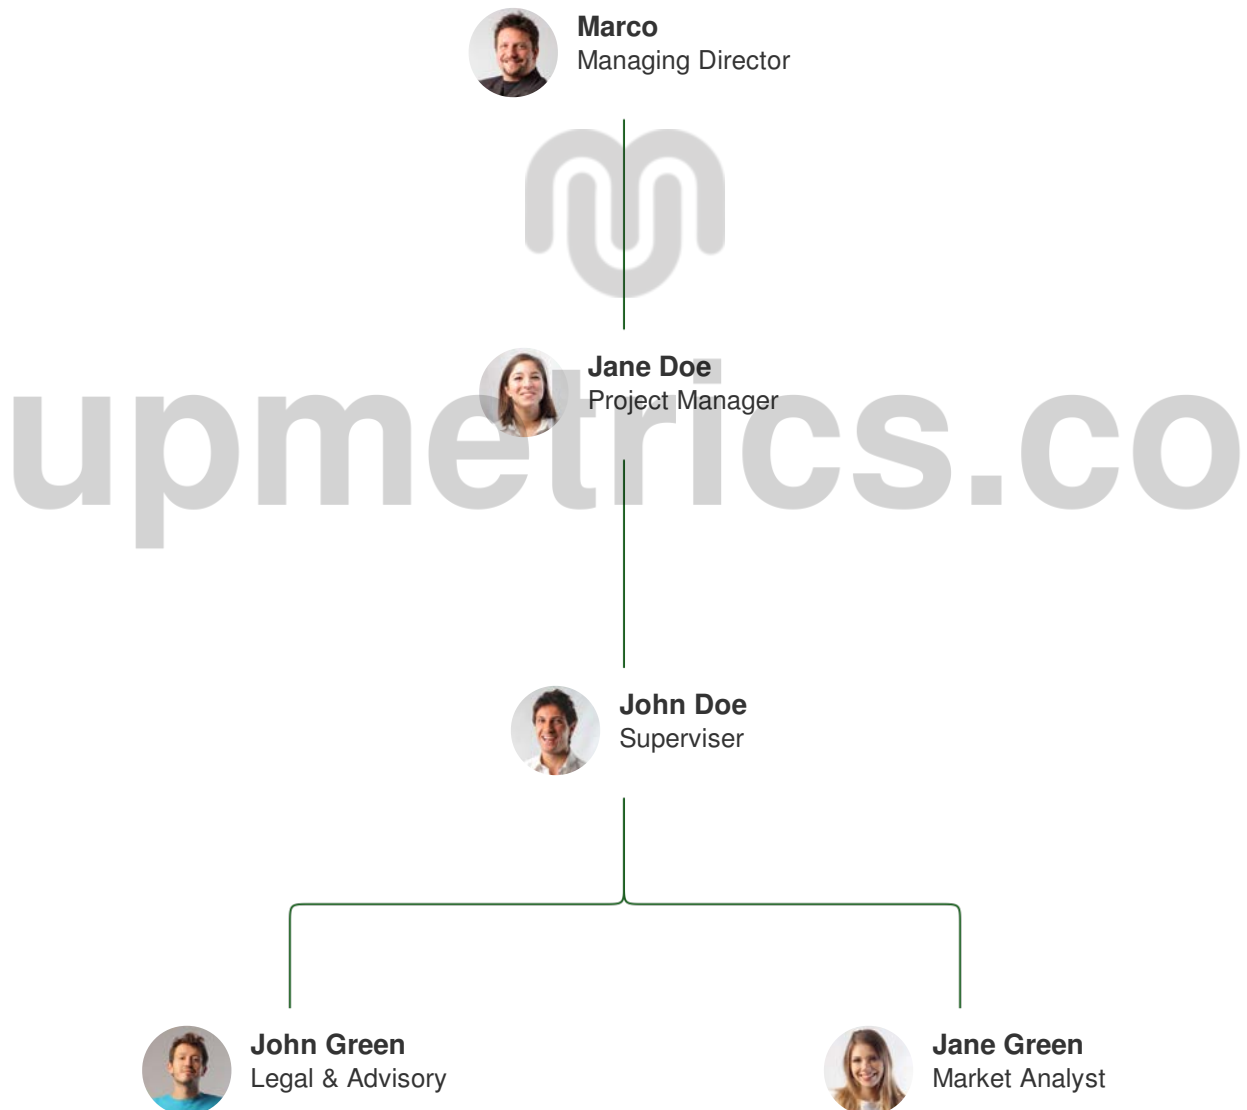 Marco
Managing Director
Jane Doe
Project Manager
upmetrics.co
John Doe
Superviser
John Green
Legal & Advisory
Jane Green
Market Analyst